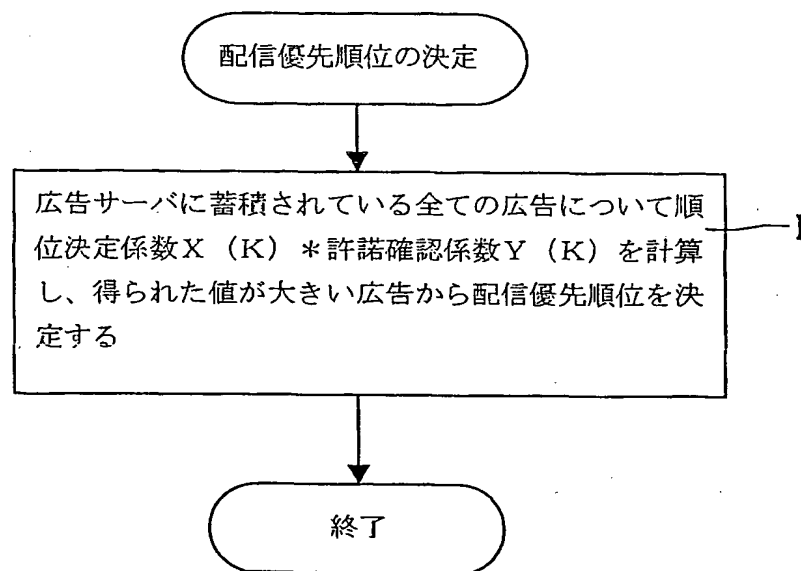 配信優先順位の決定
広告サーバに蓄積されている全ての広告について順
位決定係数X（K）＊許諾確認係数Y（K）を計算
し、得られた値が大きい広告から配信優先順位を決
定する
終了